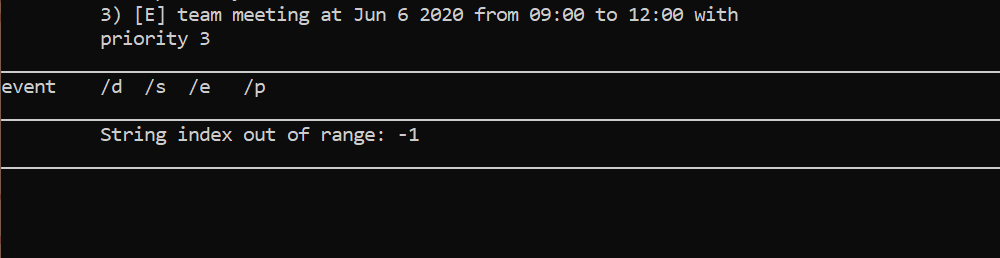 3) [E] team meeting at Jun 6 2020 from 09:00 to 12:00 with
priority 3
event    /d  /s  /e   /p
String index out of range: -1